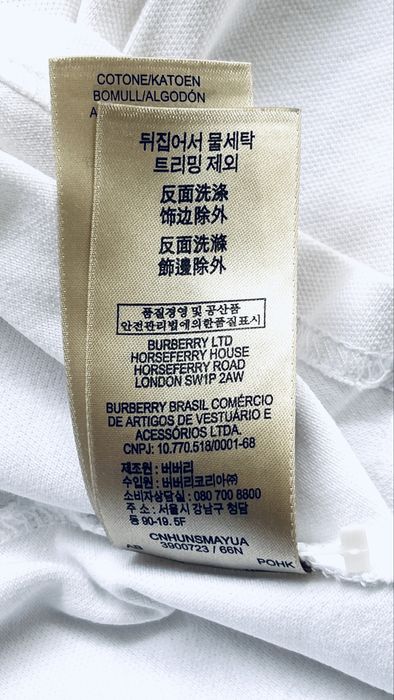 COTONE/KATOEN
BOMULL/ALGODÓN
뒤집어서 물세탁
트리밍 제외
反面洗涤
饰边除外
反面洗滌
飾邊除外
품질경영 및 공산품
안전관리법에의한품질표시
BURBERRY LTD
HORSEFERRY HOUSE
HORSEFERRY ROAD
LONDON SW1P 2AW
BURBERRY BRASIL COMÉRCIO
DE ARTIGOS DE VESTUÁRIO E
ACESSÓRIOS LTDA.
CNPJ: 10.770.518/0001-68
제조원 : 버버리
수입원 : 버버리코리아㈜
소비자상담실 : 080 700 8800
주 소 : 서울시 강남구 청담
동 90-19. 5F
CNHUNSMAYUA
AB 3900723 / 66N
POHK